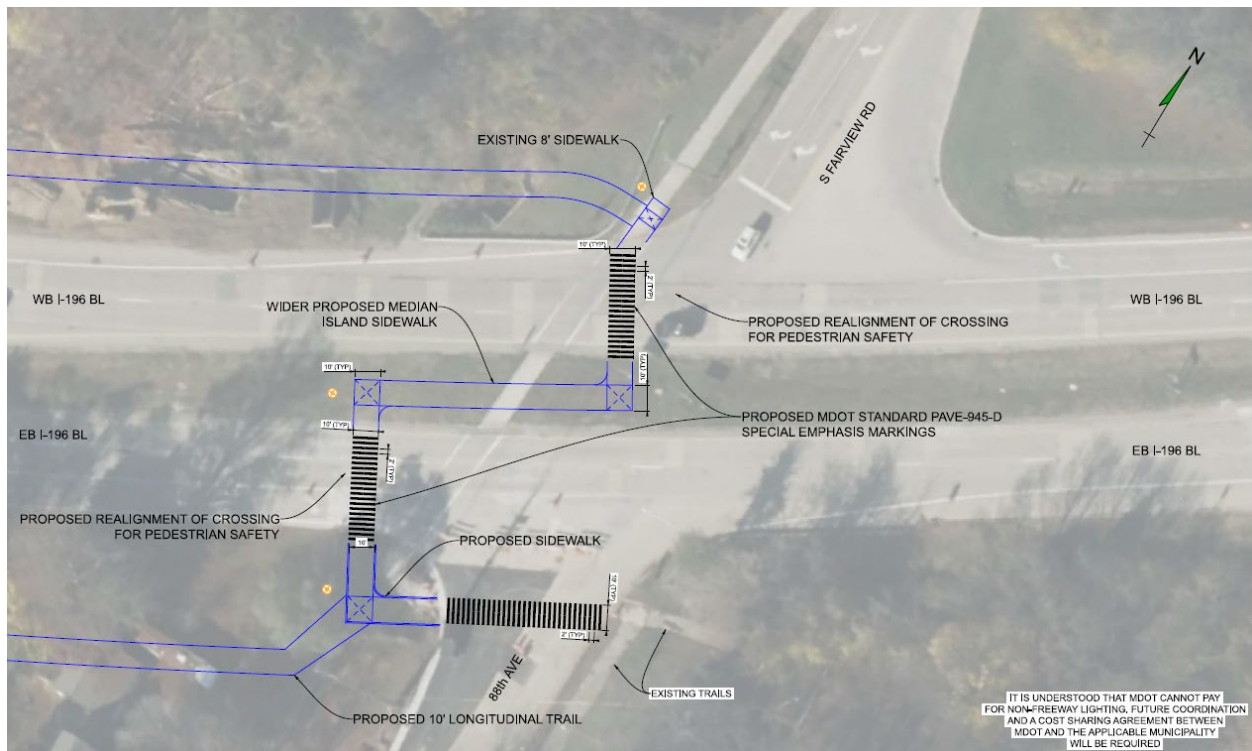 N
S FAIRVIEW RD
EXISTING 8' SIDEWALK
10' (TYP)
2' (TYP)
WB I-196 BL
WB I-196 BL
WIDER PROPOSED MEDIAN
ISLAND SIDEWALK
PROPOSED REALIGNMENT OF CROSSING
FOR PEDESTRIAN SAFETY
10' (TYP)
10' (TYP)
PROPOSED MDOT STANDARD PAVE-945-D
SPECIAL EMPHASIS MARKINGS
10' (TYP)
EB I-196 BL
EB I-196 BL
2' (TYP)
PROPOSED REALIGNMENT OF CROSSING
FOR PEDESTRIAN SAFETY
10'
PROPOSED SIDEWALK
10' (TYP)
2' (TYP)
88th AVE
EXISTING TRAILS
PROPOSED 10' LONGITUDINAL TRAIL
IT IS UNDERSTOOD THAT MDOT CANNOT PAY
FOR NON-FREEWAY LIGHTING, FUTURE COORDINATION
AND A COST SHARING AGREEMENT BETWEEN
MDOT AND THE APPLICABLE MUNICIPALITY
WILL BE REQUIRED